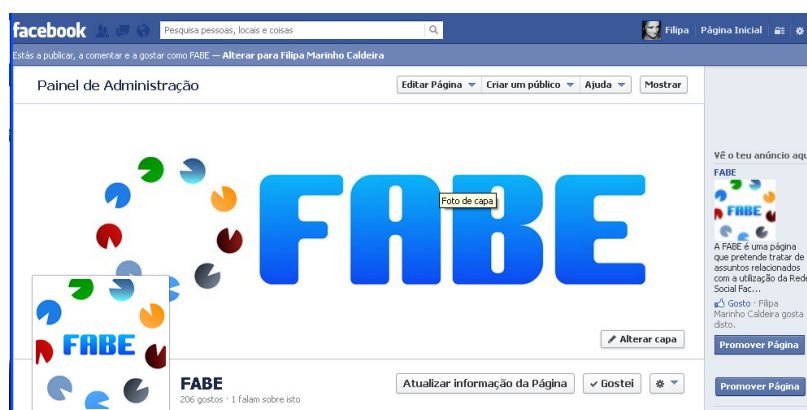 facebook
Pesquisa pessoas, locais e coisas
Filipa
Página Inicial
Estás a publicar, a comentar e a gostar como FABE — Alterar para Filipa Marinho Caldeira
Painel de Administração
Editar Página
Criar um público
Ajuda
Mostrar
FABE
Foto de capa
Alterar capa
FABE
FABE
206 gostos · 1 falam sobre isto
Atualizar informação da Página
Gostei
Vê o teu anúncio aqu
FABE
FABE
A FABE é uma página
que pretende tratar de
assuntos relacionados
com a utilização da Rede
Social Fac...
Gosto · Filipa
Marinho Caldeira gosta
disto.
Promover Página
Promover Página